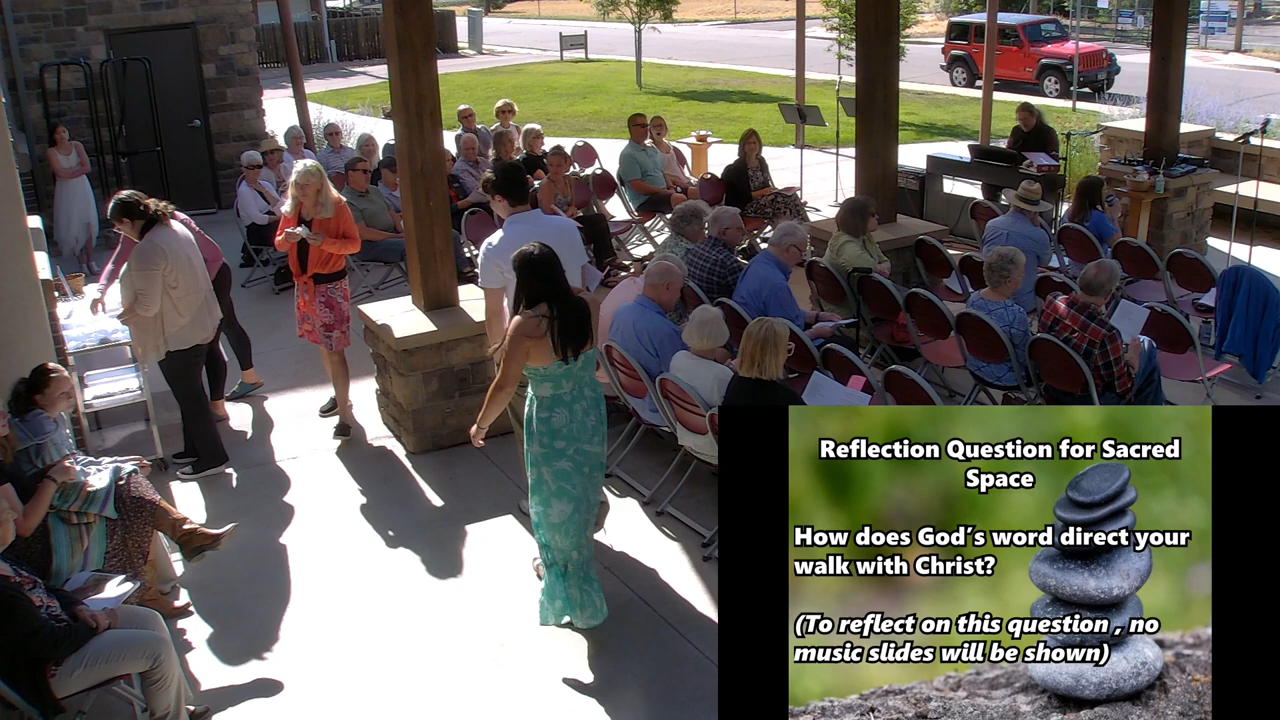 Reflection Question for Sacred
Space
How does God's word direct your
walk with Christ?
(To reflect on this question , no
music slides will be shown)